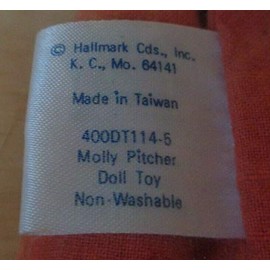 © Hallmark Cds., Inc.
K. C., Mo. 64141
Made in Taiwan
400DT114-5
Molly Pitcher
Doll Toy
Non-Washable